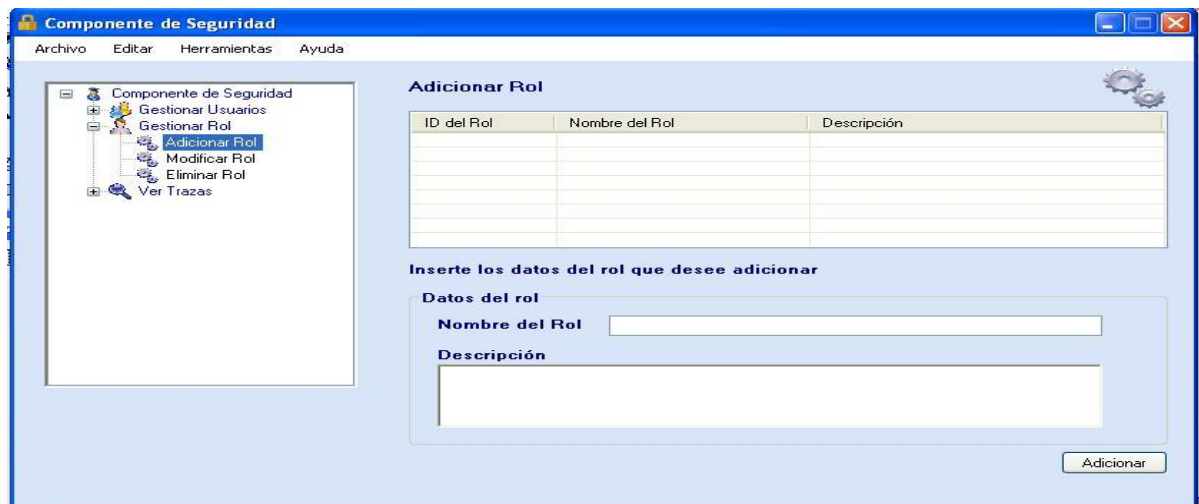 Componente de Seguridad
Archivo Editar Herramientas Ayuda
Componente de Seguridad
Gestionar Usuarios
Gestionar Rol
Adicionar Rol
Modificar Rol
Eliminar Rol
Ver Trazas
Adicionar Rol
ID del Rol Nombre del Rol Descripción
Inserte los datos del rol que desee adicionar
Datos del rol
Nombre del Rol
Descripción
Adicionar